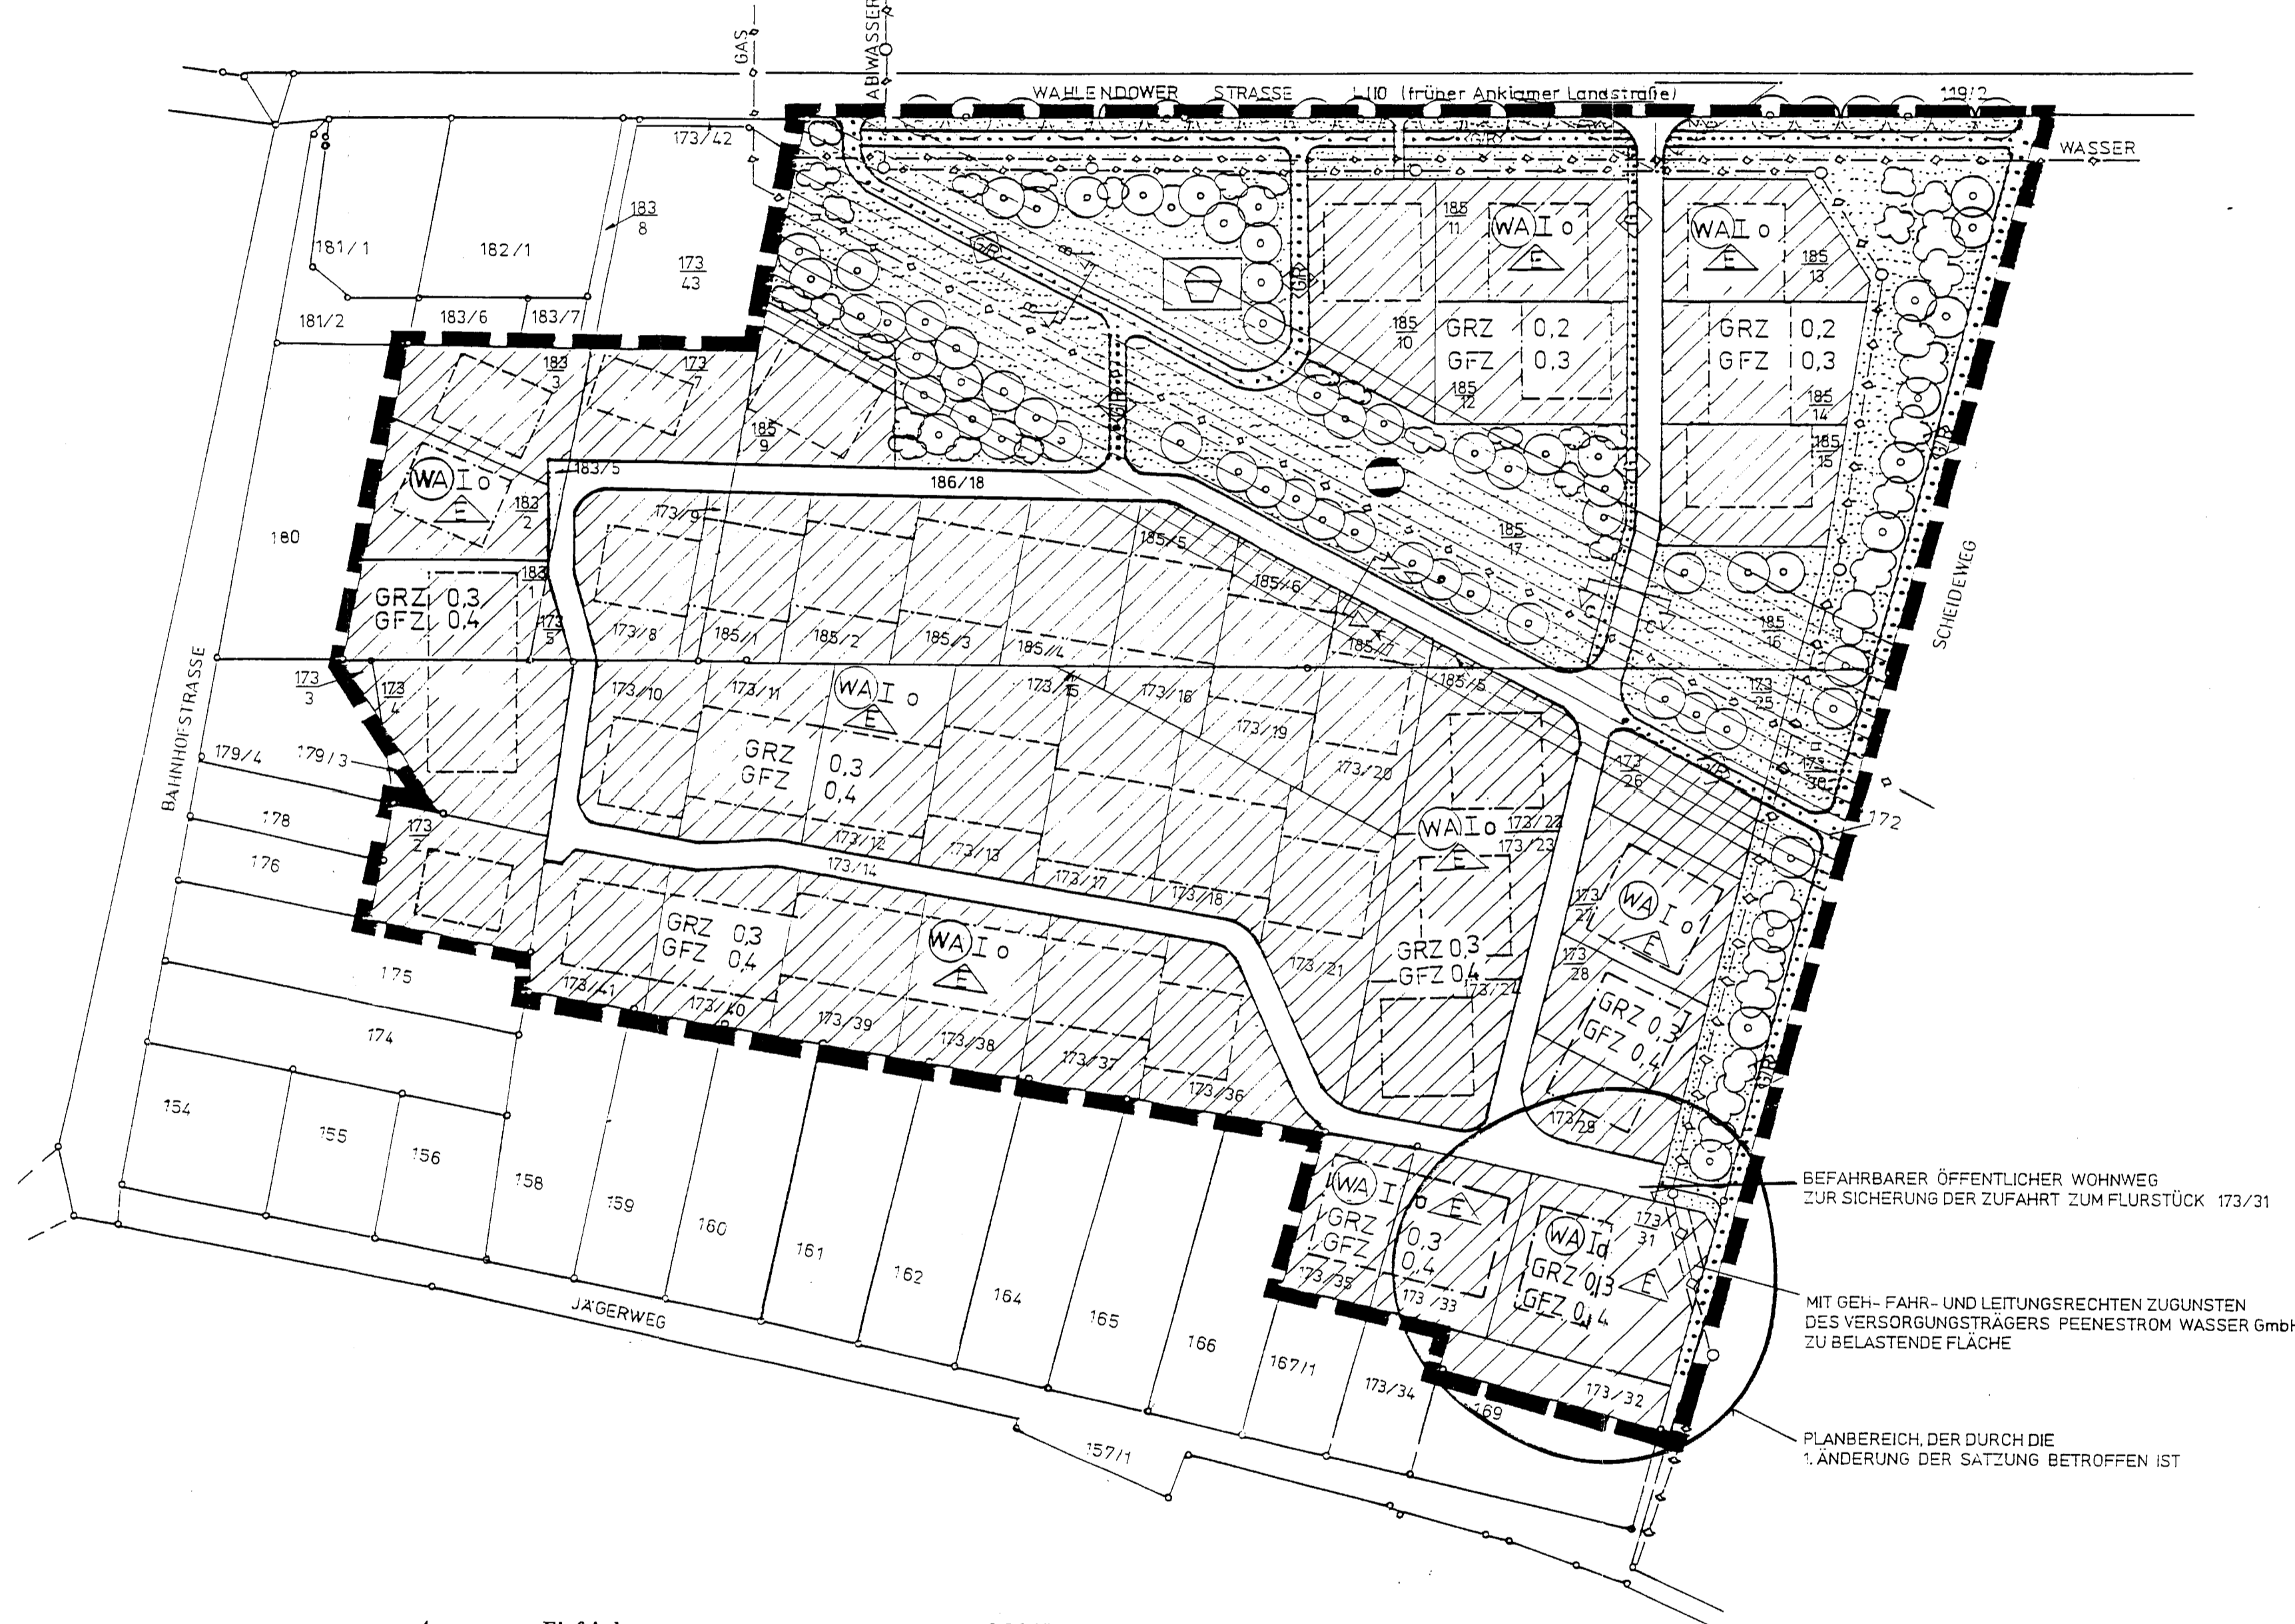 GAS
ABWASSER
WAHLENDOWER STRASSE L110 (früher Anklamer Landstraße)
119/2
WASSER
173/42
183/8
173/43
181/1
182/1
181/2
183/6
183/7
185/11
WA I o
E
WA I o
E
185/13
185/10
GRZ 0,2
GFZ 0,3
GRZ 0,2
GFZ 0,3
185/12
185/14
185/15
G/R
G/R
G/R
G/R
G/R
183/3
173/7
185/9
WA I o
E
183/5
183/2
186/18
173/9
185/5
185/17
180
183/1
GRZ 0,3
GFZ 0,4
173/5
173/8
185/1
185/2
185/3
185/4
185/6
185/7
185/5
185/16
SCHEIDEWEG
BAHNHOFSTRASSE
173/3
173/4
173/10
173/11
WA I o
E
173/15
173/16
173/19
173/25
179/4
179/3
GRZ 0,3
GFZ 0,4
173/20
173/26
G/R
173/30
172
178
173/2
173/12
173/13
173/14
173/17
173/18
WA I o
E
173/22
173/23
176
173/27
WA I o
E
GRZ 0,3
GFZ 0,4
WA I o
E
GRZ 0,3
GFZ 0,4
173/21
173/24
173/28
175
173/41
173/40
173/39
173/38
173/37
173/36
GRZ 0,3
GFZ 0,4
G/R
174
154
155
156
158
159
160
161
162
164
165
166
167/1
173/34
169
157/1
JÄGERWEG
173/29
WA I o
E
GRZ 0,3
GFZ 0,4
173/35
173/33
WA I o
E
GRZ 0,3
GFZ 0,4
173/31
173/32
BEFAHRBARER ÖFFENTLICHER WOHNWEG
ZUR SICHERUNG DER ZUFAHRT ZUM FLURSTÜCK 173/31
MIT GEH- FAHR- UND LEITUNGSRECHTEN ZUGUNSTEN
DES VERSORGUNGSTRÄGERS PEENESTROM WASSER GmbH
ZU BELASTENDE FLÄCHE
PLANBEREICH, DER DURCH DIE
1. ÄNDERUNG DER SATZUNG BETROFFEN IST